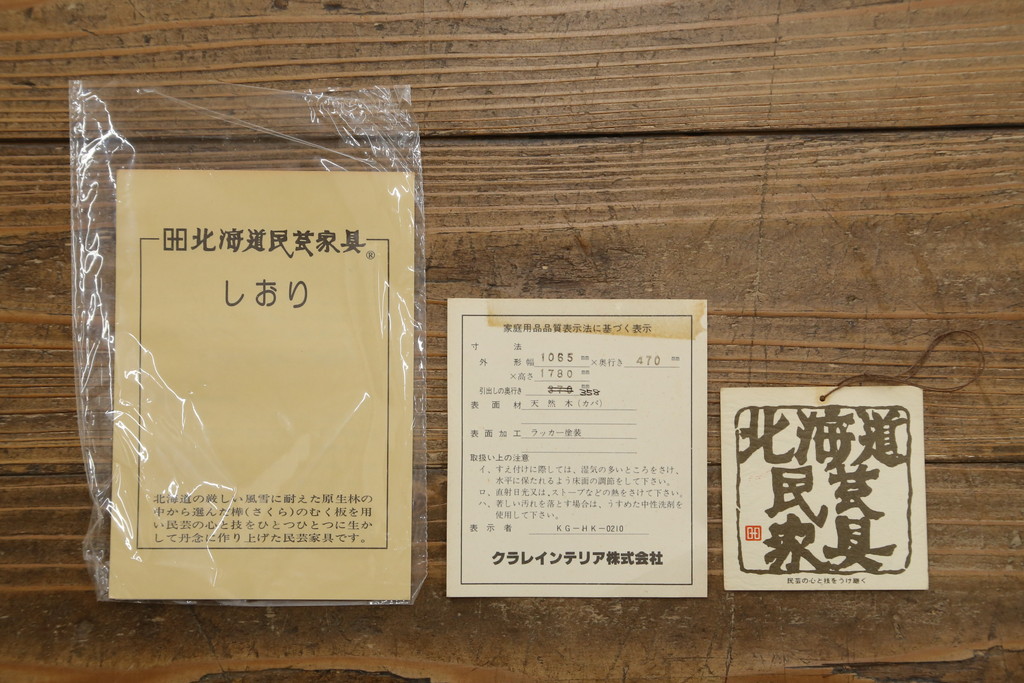 北海道民芸家具®
しおり
北海道の厳しい風雪に耐えた原生林の
中から選んだ樺(さくら)のむく板を用
い民芸の心と技をひとつひとつに生か
して丹念に作り上げた民芸家具です。
家庭用品品質表示法に基づく表示
寸法
外形 幅 1065 mm × 奥行き 470 mm
× 高さ 1780 mm
引出しの奥行き 370 mm 358
表面材 天然木(カバ)
表面加工 ラッカー塗装
取扱い上の注意
イ、すえ付けに際しては、湿気の多いところをさけ、
水平に保たれるよう床面の調節をして下さい。
ロ、直射日光又は、ストーブなどの熱をさけて下さい。
ハ、著しい汚れを落とす場合は、うすめた中性洗剤を
使用して下さい。
表示者 KG-HK-0210
クラレインテリア株式会社
北海道
民芸
家具
民芸の心と技をうけ継ぐ